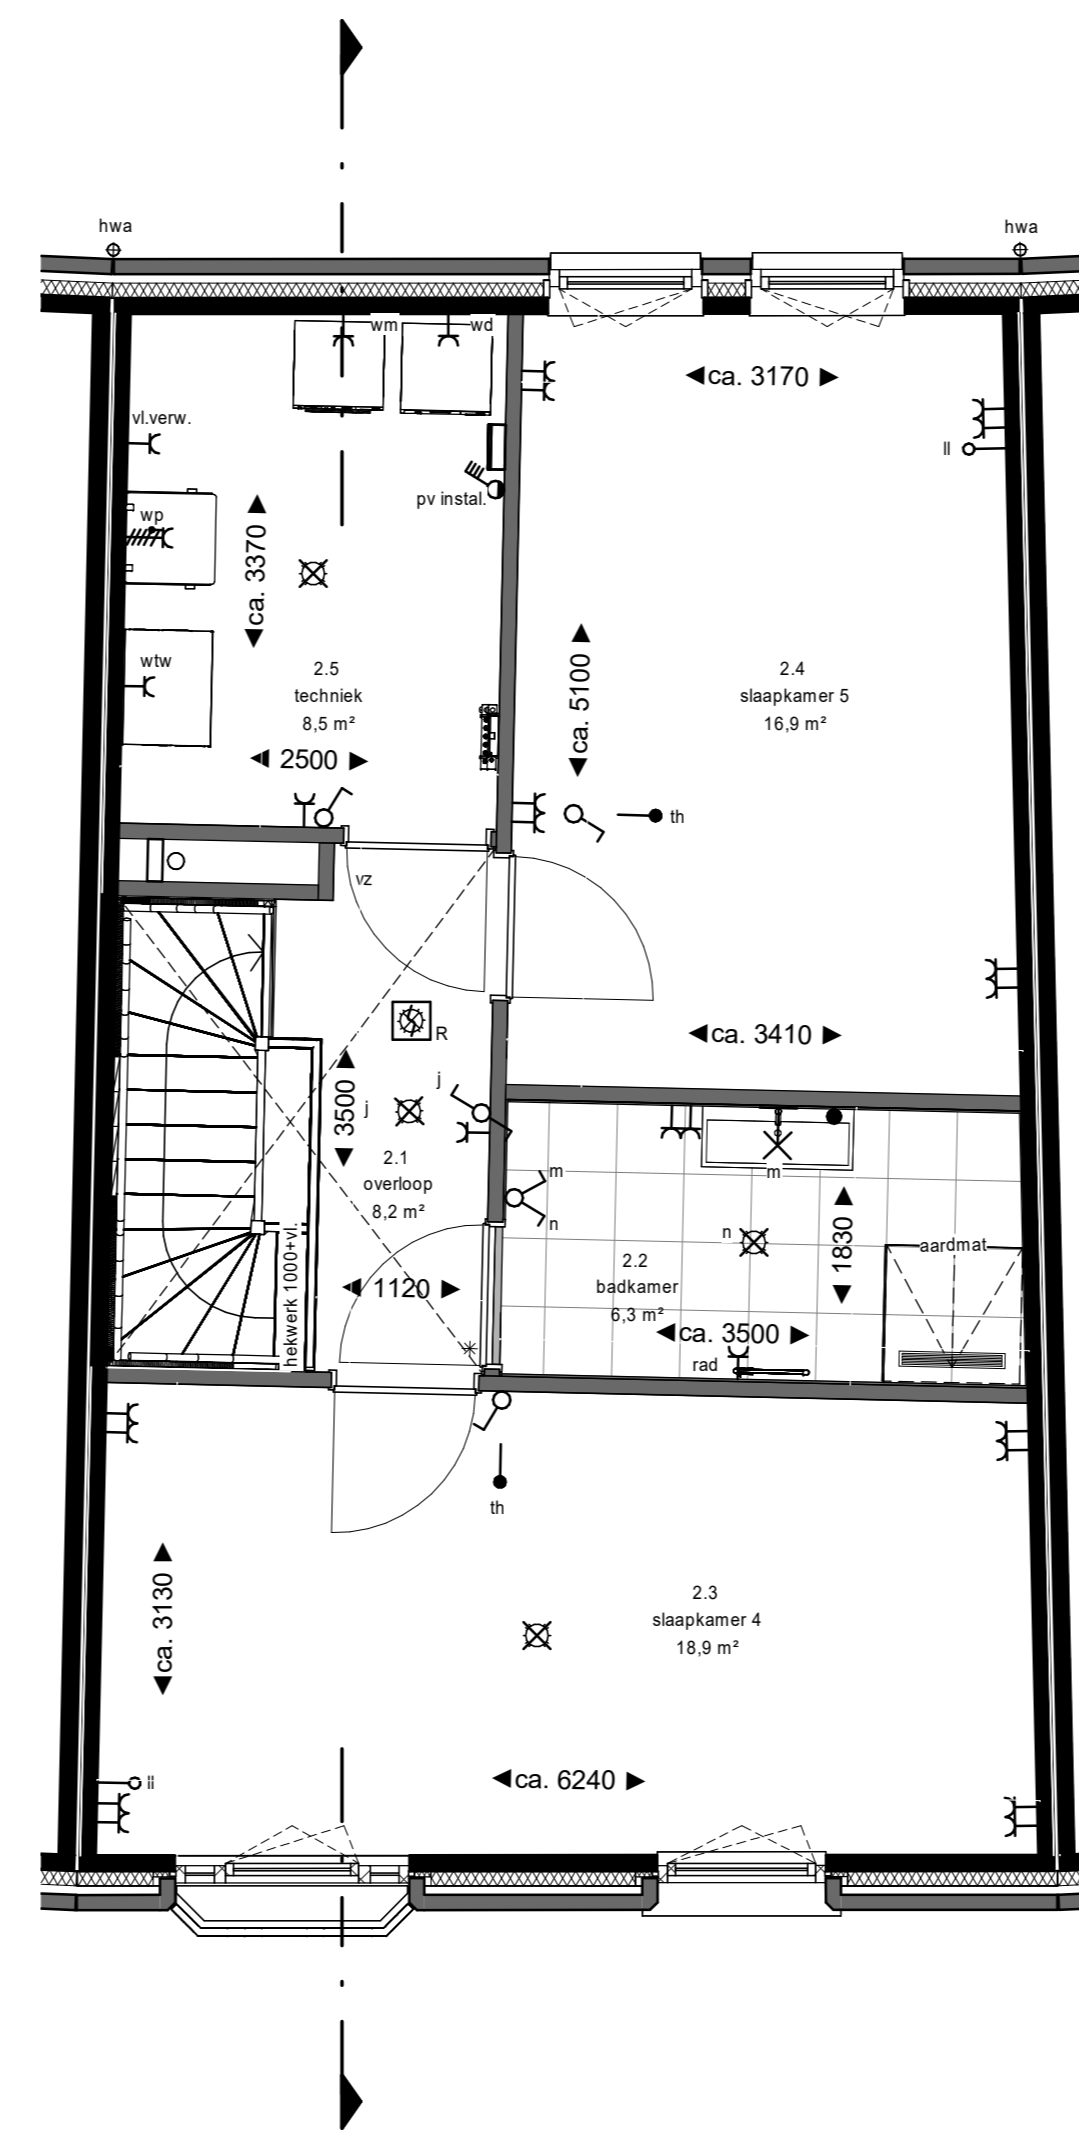 hwa
hwa
wm
wd
ca. 3170
vl.verw.
ll
pv instal.
wp
ca. 3370
wtw
2.5
techniek
8,5 m²
2.4
slaapkamer 5
16,9 m²
ca. 5100
2500
th
vz
R
ca. 3410
j
j
3500
2.1
overloop
8,2 m²
m
m
n
n
1830
aardmat
2.2
badkamer
6,3 m²
1120
hekwerk 1000+vl.
ca. 3500
rad
th
ca. 3130
2.3
slaapkamer 4
18,9 m²
ll
ca. 6240